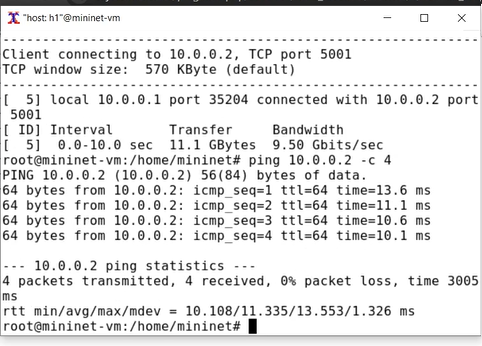 "host: h1"@mininet-vm
------------------------------------------------------------
Client connecting to 10.0.0.2, TCP port 5001
TCP window size:  570 KByte (default)
------------------------------------------------------------
[  5] local 10.0.0.1 port 35204 connected with 10.0.0.2 port
 5001
[ ID] Interval       Transfer     Bandwidth
[  5]  0.0-10.0 sec  11.1 GBytes  9.50 Gbits/sec
root@mininet-vm:/home/mininet# ping 10.0.0.2 -c 4
PING 10.0.0.2 (10.0.0.2) 56(84) bytes of data.
64 bytes from 10.0.0.2: icmp_seq=1 ttl=64 time=13.6 ms
64 bytes from 10.0.0.2: icmp_seq=2 ttl=64 time=11.1 ms
64 bytes from 10.0.0.2: icmp_seq=3 ttl=64 time=10.6 ms
64 bytes from 10.0.0.2: icmp_seq=4 ttl=64 time=10.1 ms

--- 10.0.0.2 ping statistics ---
4 packets transmitted, 4 received, 0% packet loss, time 3005
ms
rtt min/avg/max/mdev = 10.108/11.335/13.553/1.326 ms
root@mininet-vm:/home/mininet#